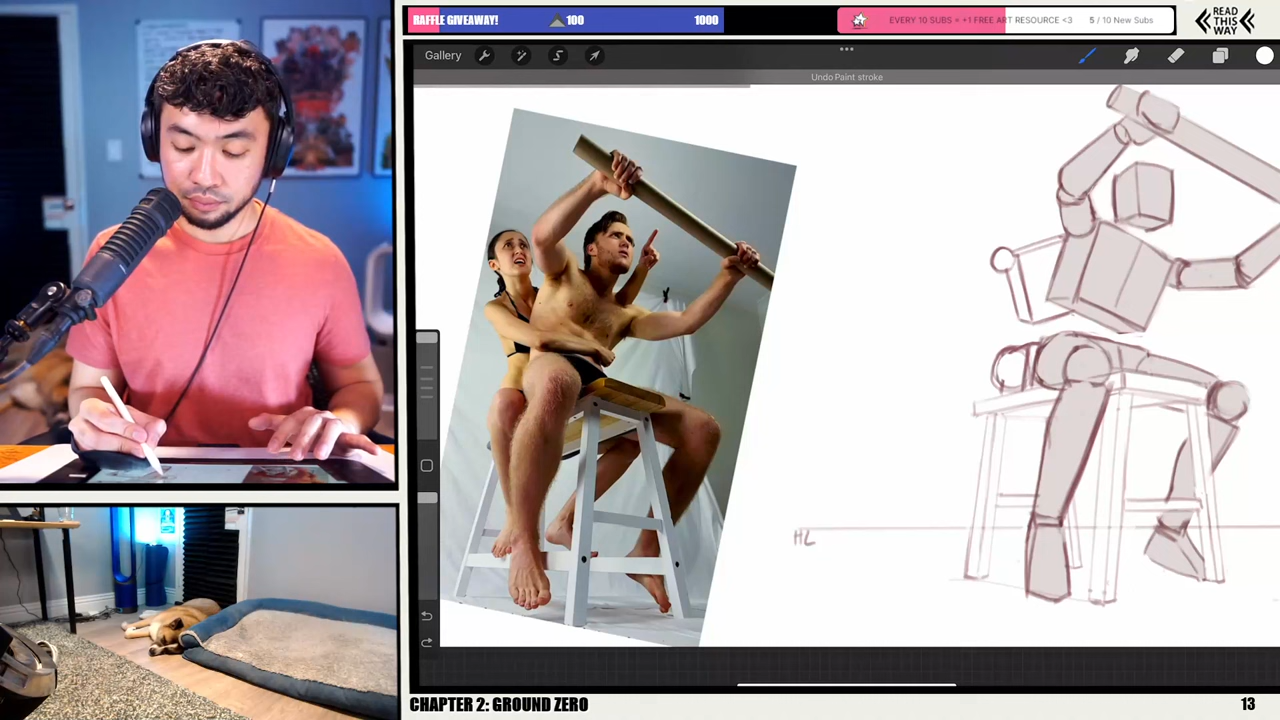 RAFFLE GIVEAWAY!
100
1000
EVERY 10 SUBS = +1 FREE ART RESOURCE <3
5 / 10 New Subs
READ
THIS
WAY
Gallery
Undo Paint stroke
HL
CHAPTER 2: GROUND ZERO
13